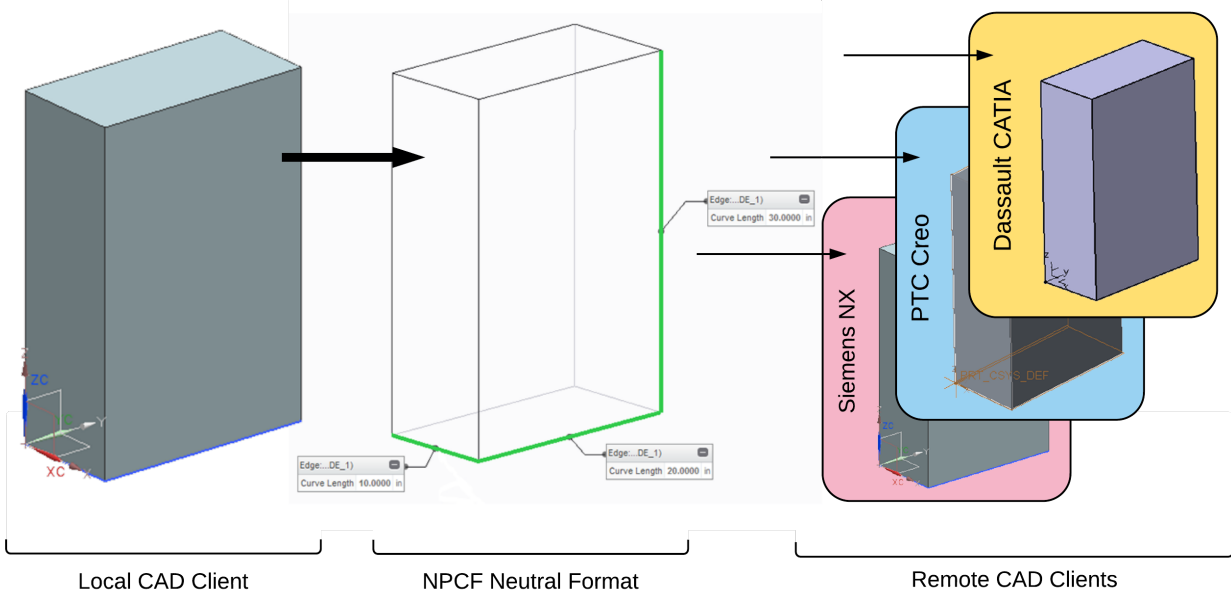 ZC
XC
Y
X
Edge:...DE_1)
Curve Length 30.0000 in
Edge:...DE_1)
Curve Length 10.0000 in
Edge:...DE_1)
Curve Length 20.0000 in
Siemens NX
ZC
XC
PTC Creo
PRT_CSYS_DEF
Dassault CATIA
z
y
Local CAD Client
NPCF Neutral Format
Remote CAD Clients